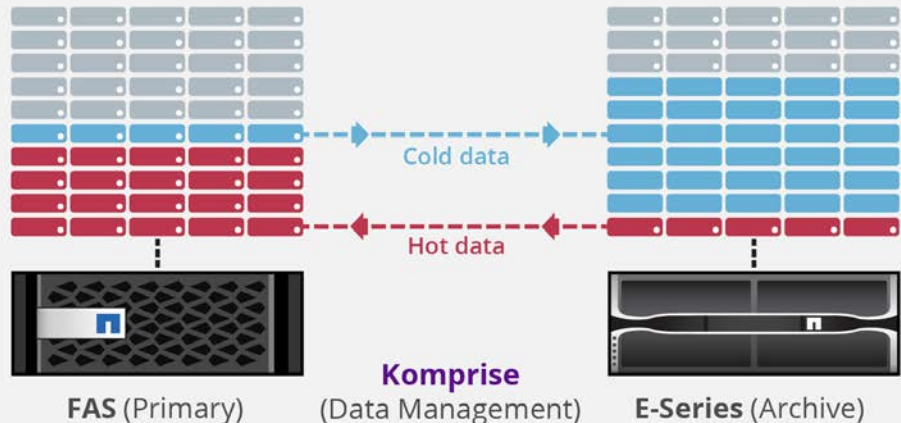 Cold data
Hot data
Komprise
FAS (Primary)
(Data Management)
E-Series (Archive)